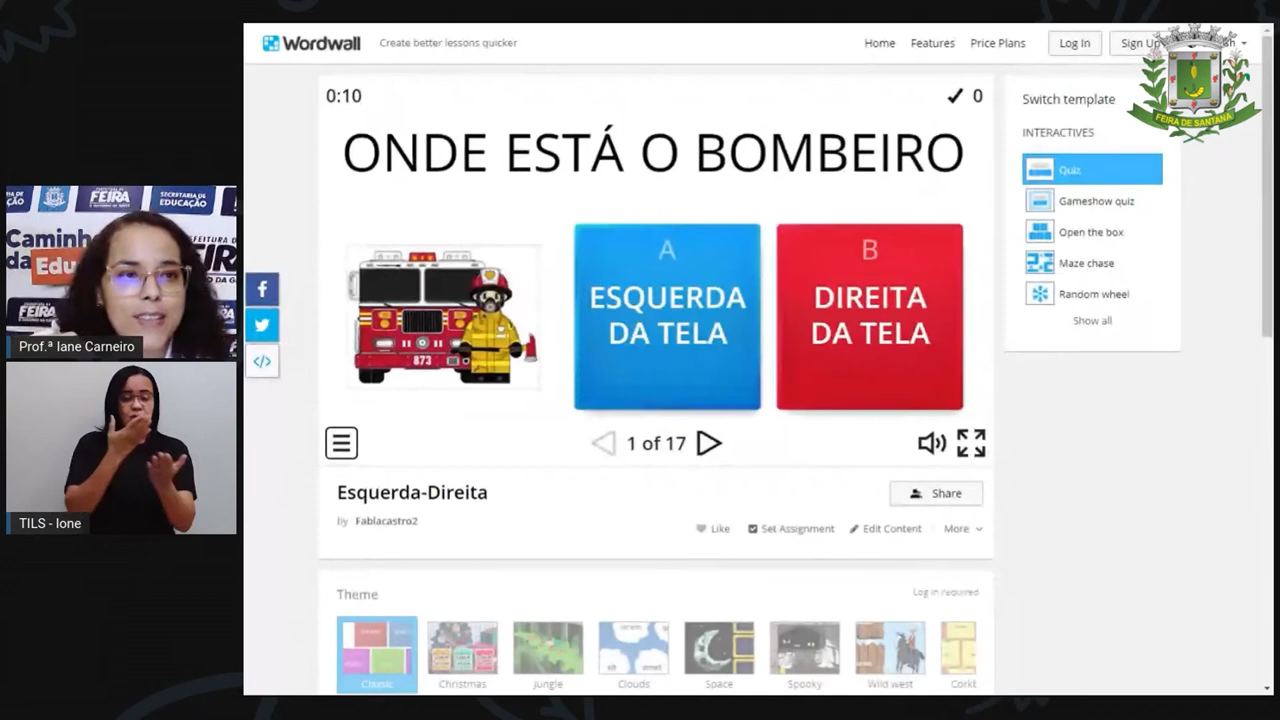 Wordwall
Create better lessons quicker
Home
Features
Price Plans
Log In
Sign Up
FEIRA DE SANTANA
0:10
0
ONDE ESTÁ O BOMBEIRO
873
A
ESQUERDA
DA TELA
B
DIREITA
DA TELA
1 of 17
Esquerda-Direita
by Fablacastro2
Share
Like
Set Assignment
Edit Content
More
Theme
Log in required
Classic
Christmas
Jungle
Clouds
Space
Spooky
Wild west
Switch template
INTERACTIVES
Quiz
Gameshow quiz
Open the box
Maze chase
Random wheel
Show all
FEIRA
SECRETARIA DE
EDUCAÇÃO
Caminh
da Edu
FEIRA
Prof.ª Iane Carneiro
TILS - Ione